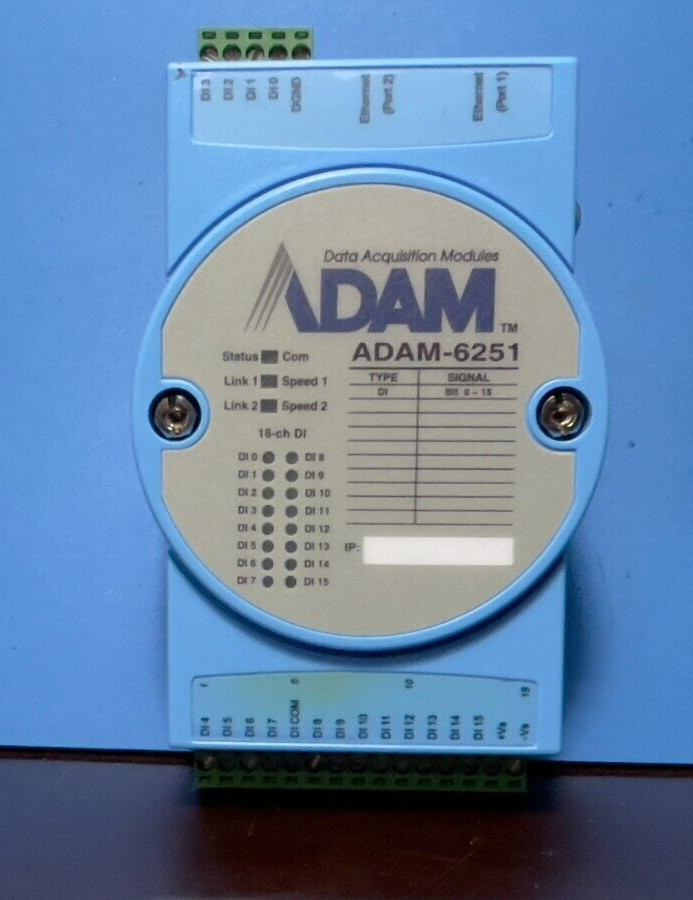 DI 3 DI 2 DI 1 DI 0 DGND Ethernet (Port 2) Ethernet (Port 1)
Data Acquisition Modules
ADAM™
ADAM-6251
Status Com
Link 1 Speed 1
Link 2 Speed 2
16-ch DI
TYPE SIGNAL
DI Bit 0 ~ 15
DI 0 DI 8
DI 1 DI 9
DI 2 DI 10
DI 3 DI 11
DI 4 DI 12
DI 5 DI 13
DI 6 DI 14
DI 7 DI 15
IP:
1 5 10 15
DI 4 DI 5 DI 6 DI 7 DI COM DI 8 DI 9 DI 10 DI 11 DI 12 DI 13 DI 14 DI 15 +Vs -Vs